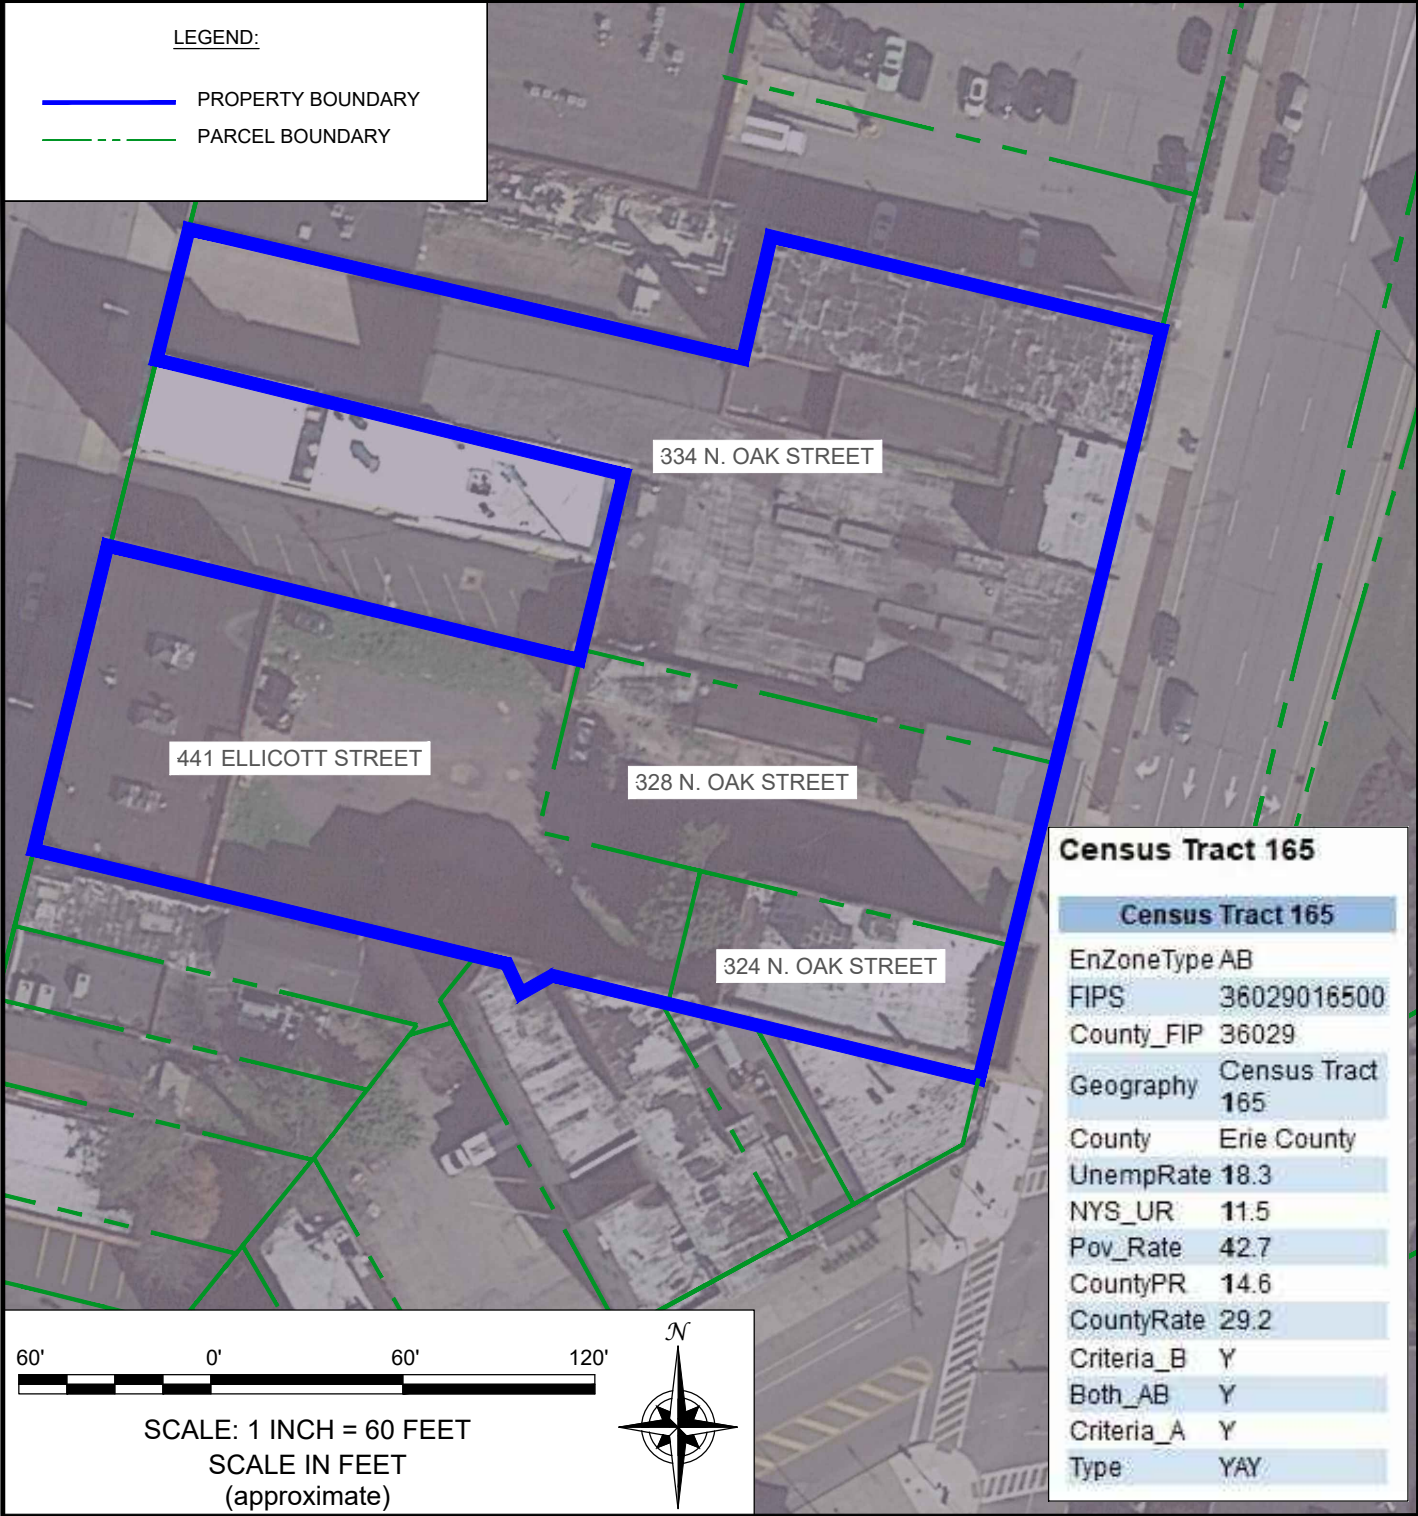 LEGEND:
PROPERTY BOUNDARY
PARCEL BOUNDARY
334 N. OAK STREET
441 ELLICOTT STREET
328 N. OAK STREET
324 N. OAK STREET
Census Tract 165
Census Tract 165
EnZoneType AB
FIPS 36029016500
County_FIP 36029
Geography Census Tract
165
County Erie County
UnempRate 18.3
NYS_UR 11.5
Pov_Rate 42.7
CountyPR 14.6
CountyRate 29.2
Criteria_B Y
Both_AB Y
Criteria_A Y
Type YAY
N
60' 0' 60' 120'
SCALE: 1 INCH = 60 FEET
SCALE IN FEET
(approximate)